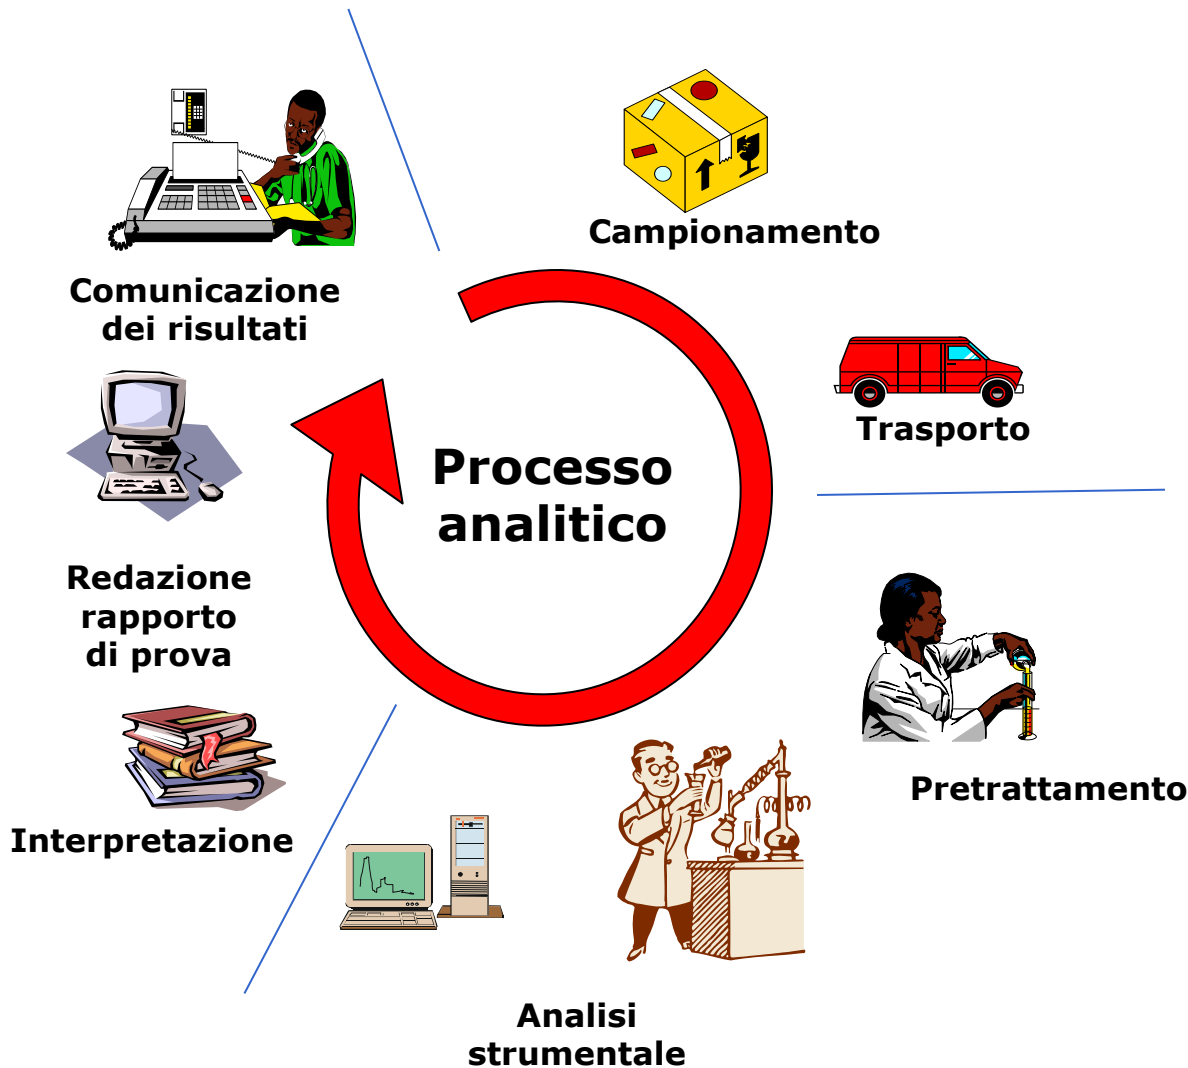 Processo
analitico
Campionamento
Trasporto
Pretrattamento
Analisi
strumentale
Interpretazione
Redazione
rapporto
di prova
Comunicazione
dei risultati